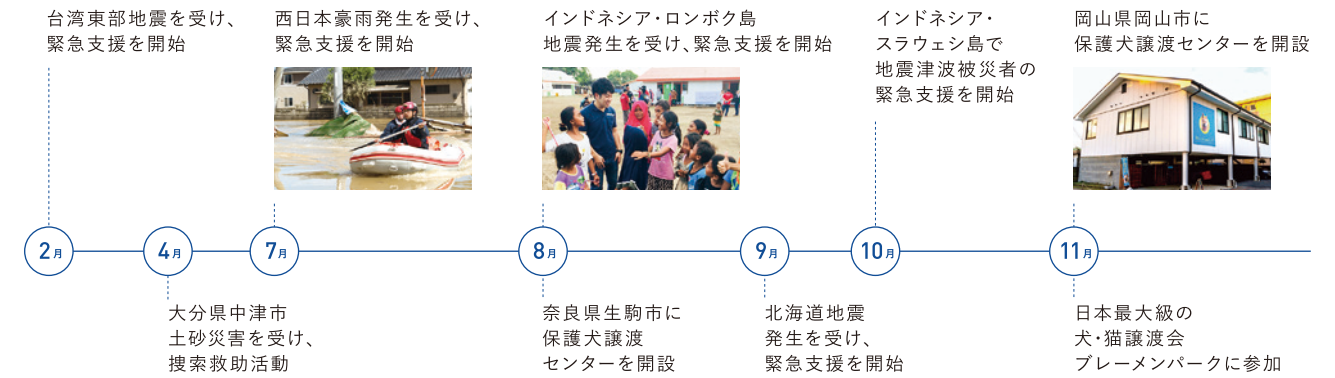 台湾東部地震を受け、
緊急支援を開始
西日本豪雨発生を受け、
緊急支援を開始
インドネシア・ロンボク島
地震発生を受け、緊急支援を開始
インドネシア・
スラウェシ島で
地震津波被災者の
緊急支援を開始
岡山県岡山市に
保護犬譲渡センターを開設
2月
4月
7月
8月
9月
10月
11月
大分県中津市
土砂災害を受け、
捜索救助活動
奈良県生駒市に
保護犬譲渡
センターを開設
北海道地震
発生を受け、
緊急支援を開始
日本最大級の
犬・猫譲渡会
ブレーメンパークに参加